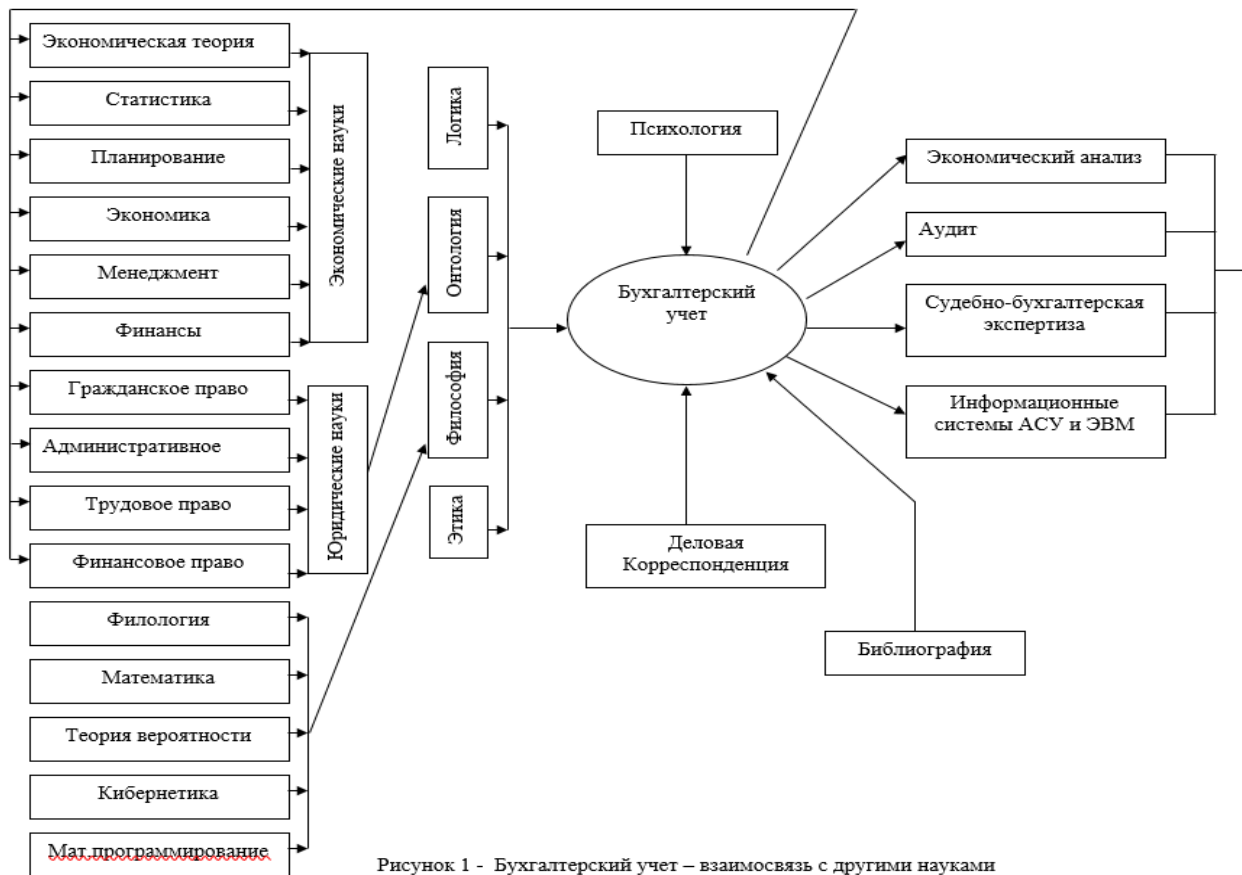 Экономическая теория
Статистика
Планирование
Экономика
Менеджмент
Финансы
Гражданское право
Административное
Трудовое право
Финансовое право
Филология
Математика
Теория вероятности
Кибернетика
Мат.программирование
Экономические науки
Юридические науки
Логика
Онтология
Философия
Этика
Психология
Бухгалтерский
учет
Деловая
Корреспонденция
Библиография
Экономический анализ
Аудит
Судебно-бухгалтерская
экспертиза
Информационные
системы АСУ и ЭВМ
Рисунок 1 - Бухгалтерский учет – взаимосвязь с другими науками